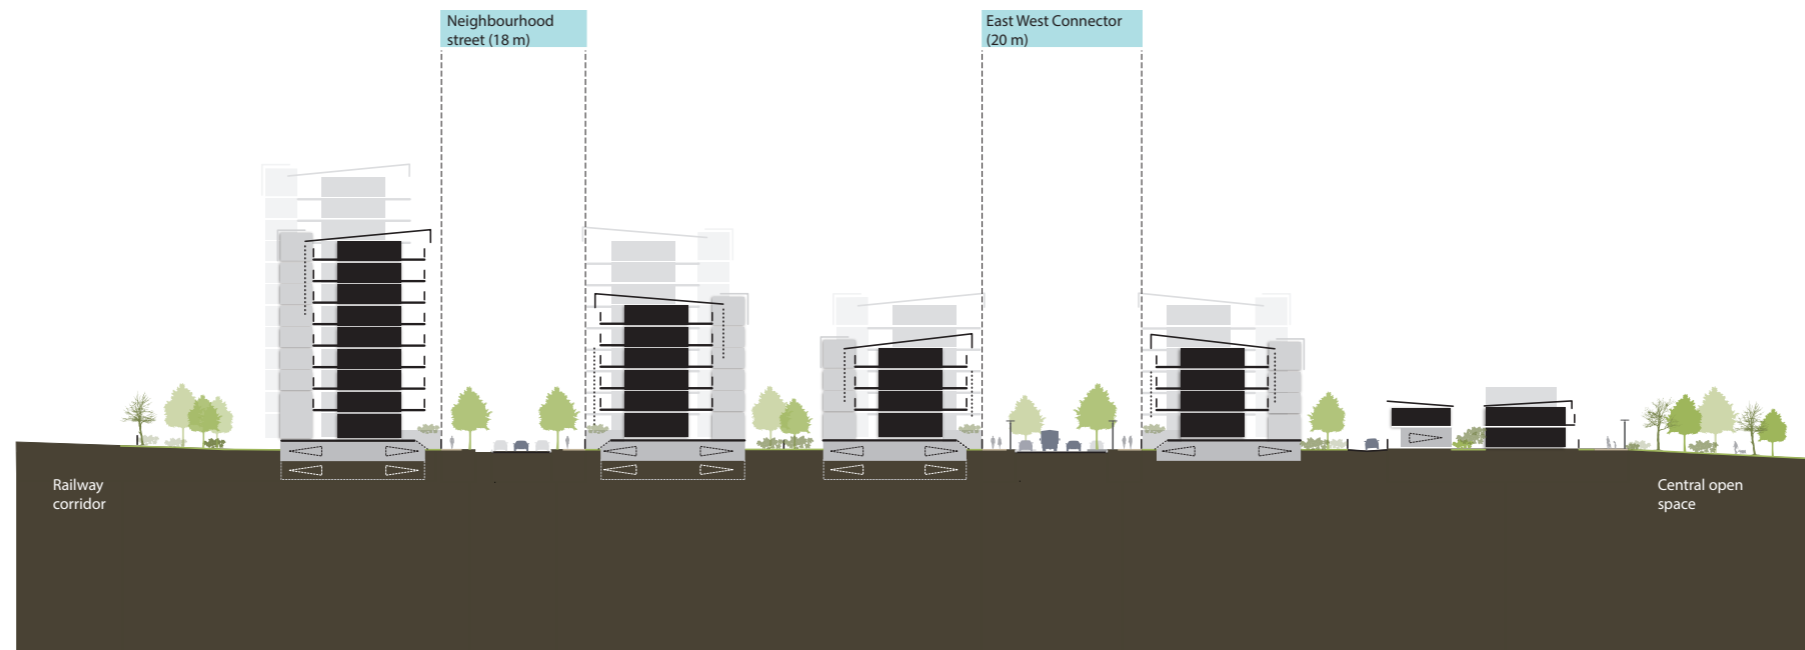 Neighbourhood
street (18 m)
East West Connector
(20 m)
Railway
corridor
Central open
space